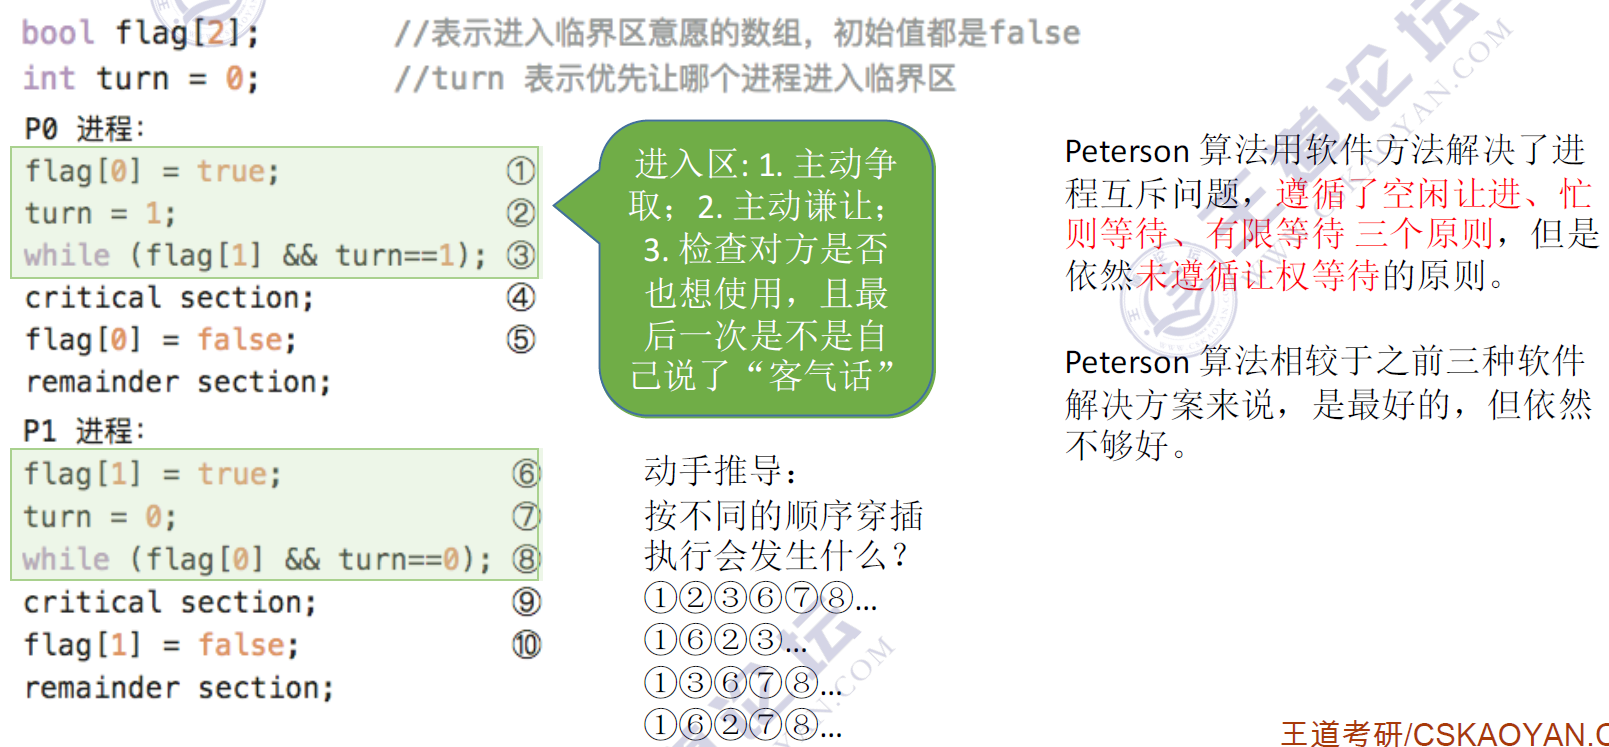 bool flag[2]; //表示进入临界区意愿的数组，初始值都是false
int turn = 0; //turn 表示优先让哪个进程进入临界区
P0 进程：
flag[0] = true; ①
turn = 1; ②
while (flag[1] && turn==1); ③
critical section; ④
flag[0] = false; ⑤
remainder section;
P1 进程：
flag[1] = true; ⑥
turn = 0; ⑦
while (flag[0] && turn==0); ⑧
critical section; ⑨
flag[1] = false; ⑩
remainder section;
进入区：1. 主动争
取；2. 主动谦让；
3. 检查对方是否
也想使用，且最
后一次是不是自
己说了“客气话”
动手推导：
按不同的顺序穿插
执行会发生什么？
①②③⑥⑦⑧…
①⑥②③…
①③⑥⑦⑧…
①⑥②⑦⑧…
Peterson 算法用软件方法解决了进
程互斥问题，遵循了空闲让进、忙
则等待、有限等待 三个原则，但是
依然未遵循让权等待的原则。
Peterson 算法相较于之前三种软件
解决方案来说，是最好的，但依然
不够好。
王道论坛
WWW.CSKAOYAN.COM
王道考研/CSKAOYAN.C